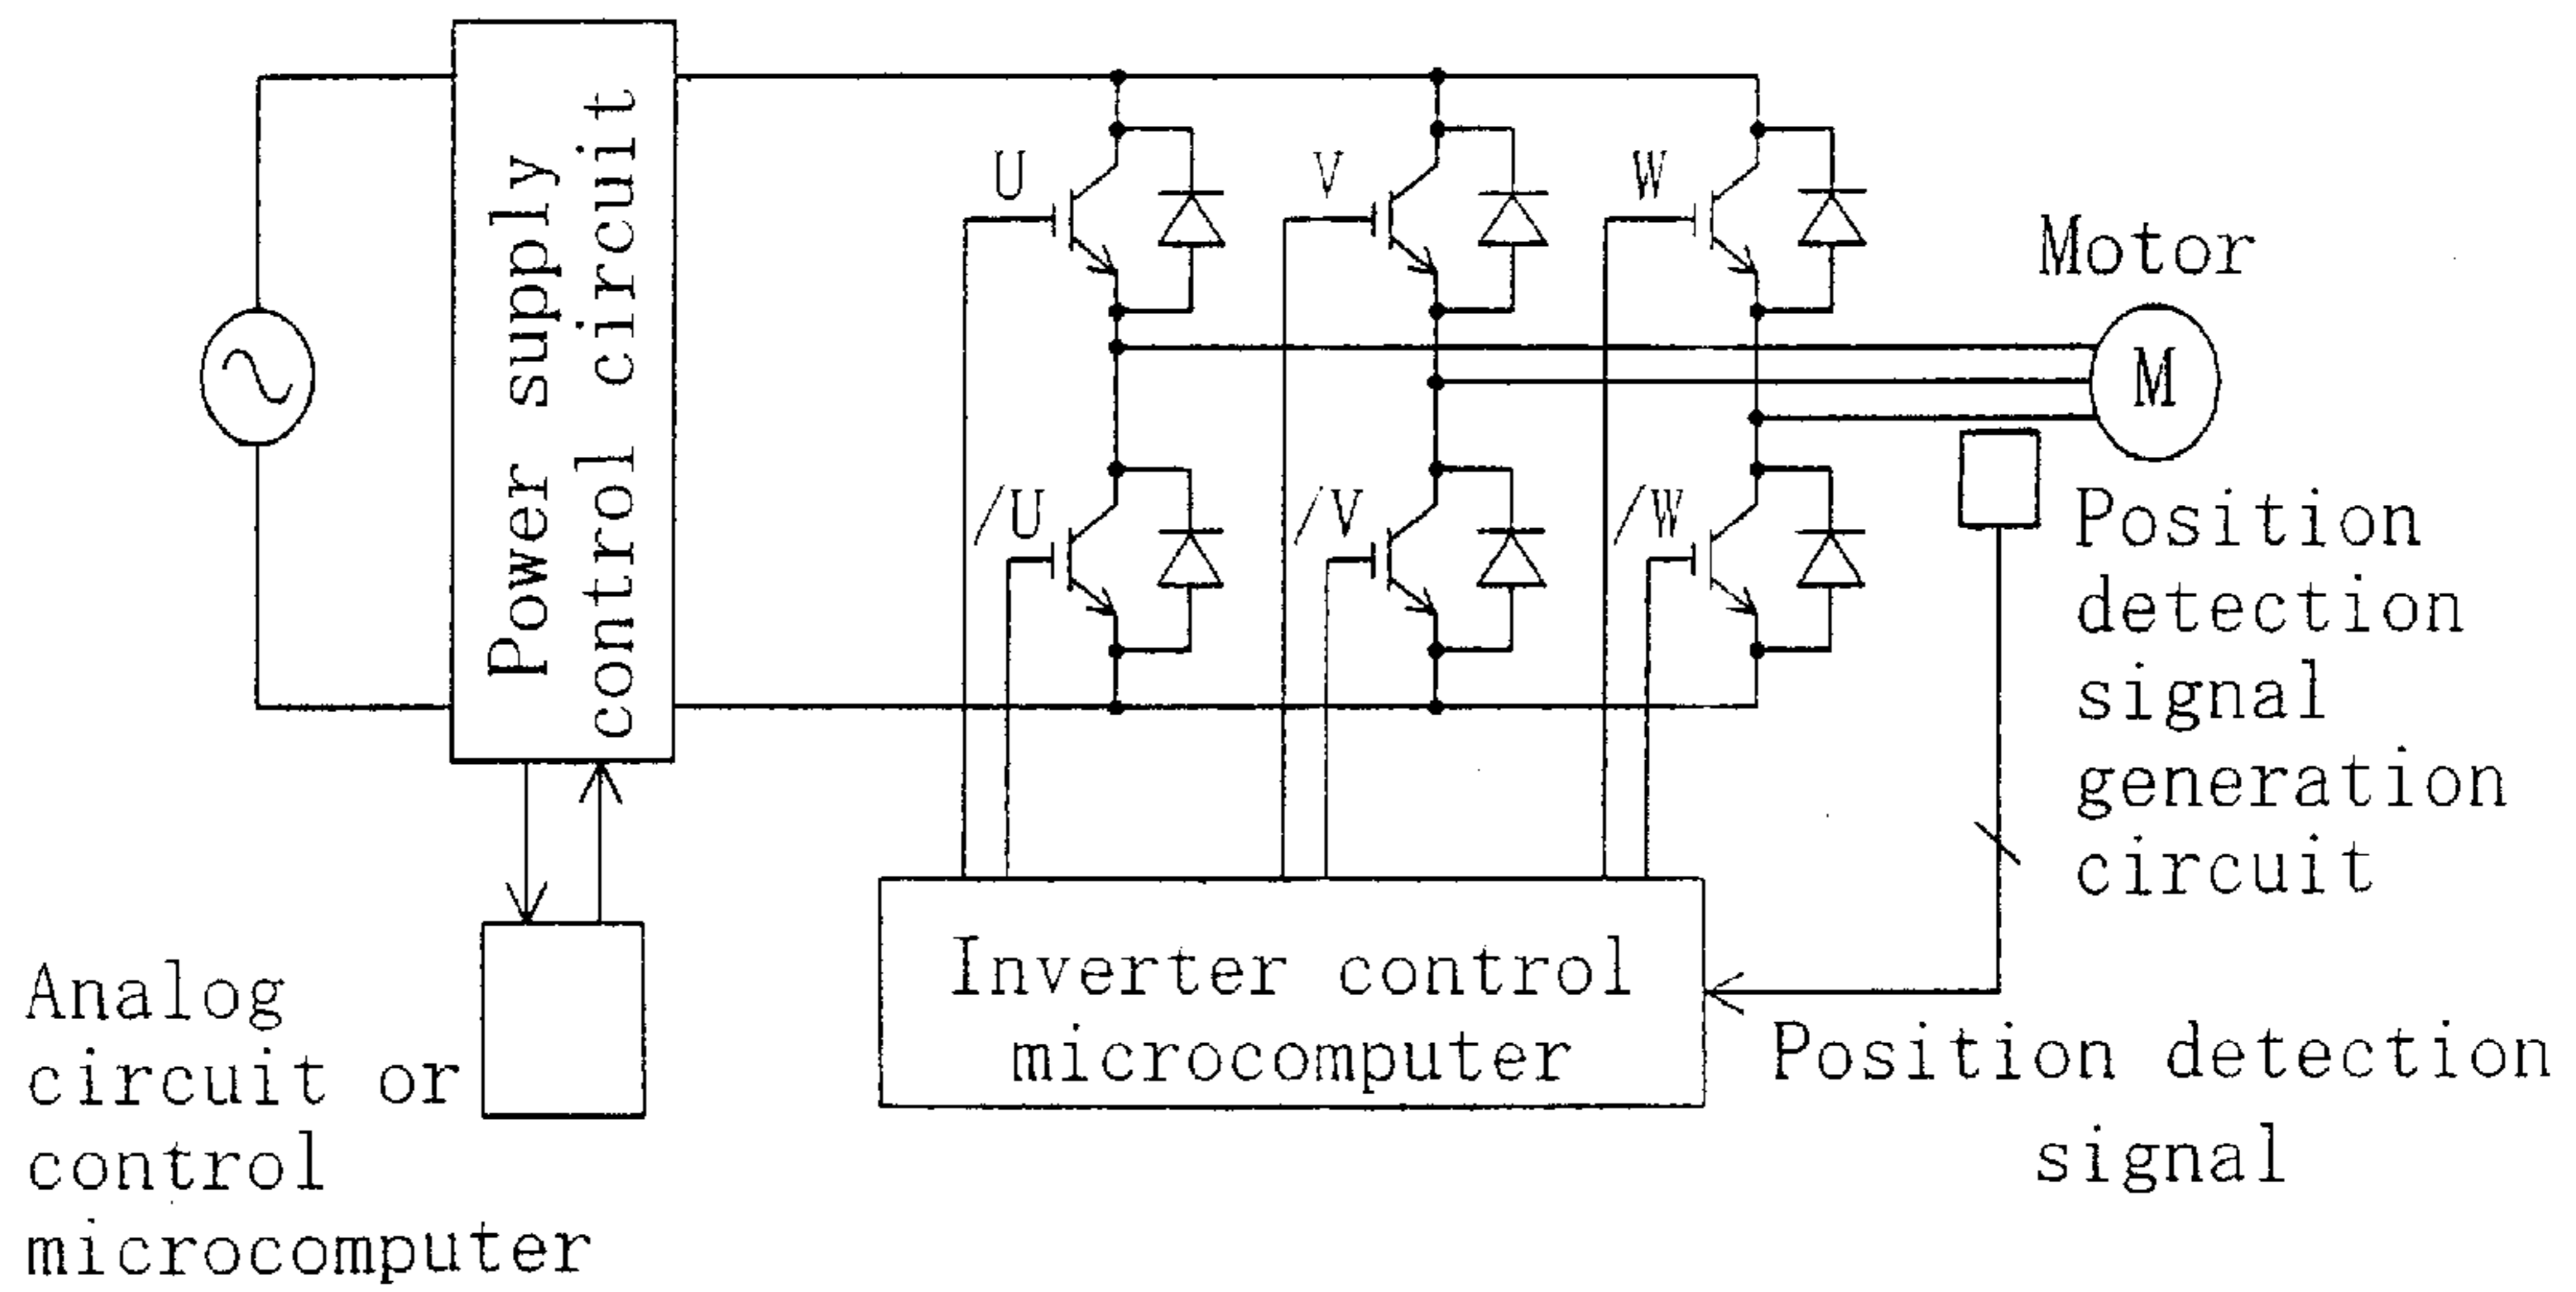 Power supply
control circuit
U
V
W
Motor
M
/U
/V
/W
Position
detection
signal
generation
circuit
Analog
circuit or
control
microcomputer
Inverter control
microcomputer
Position detection
signal